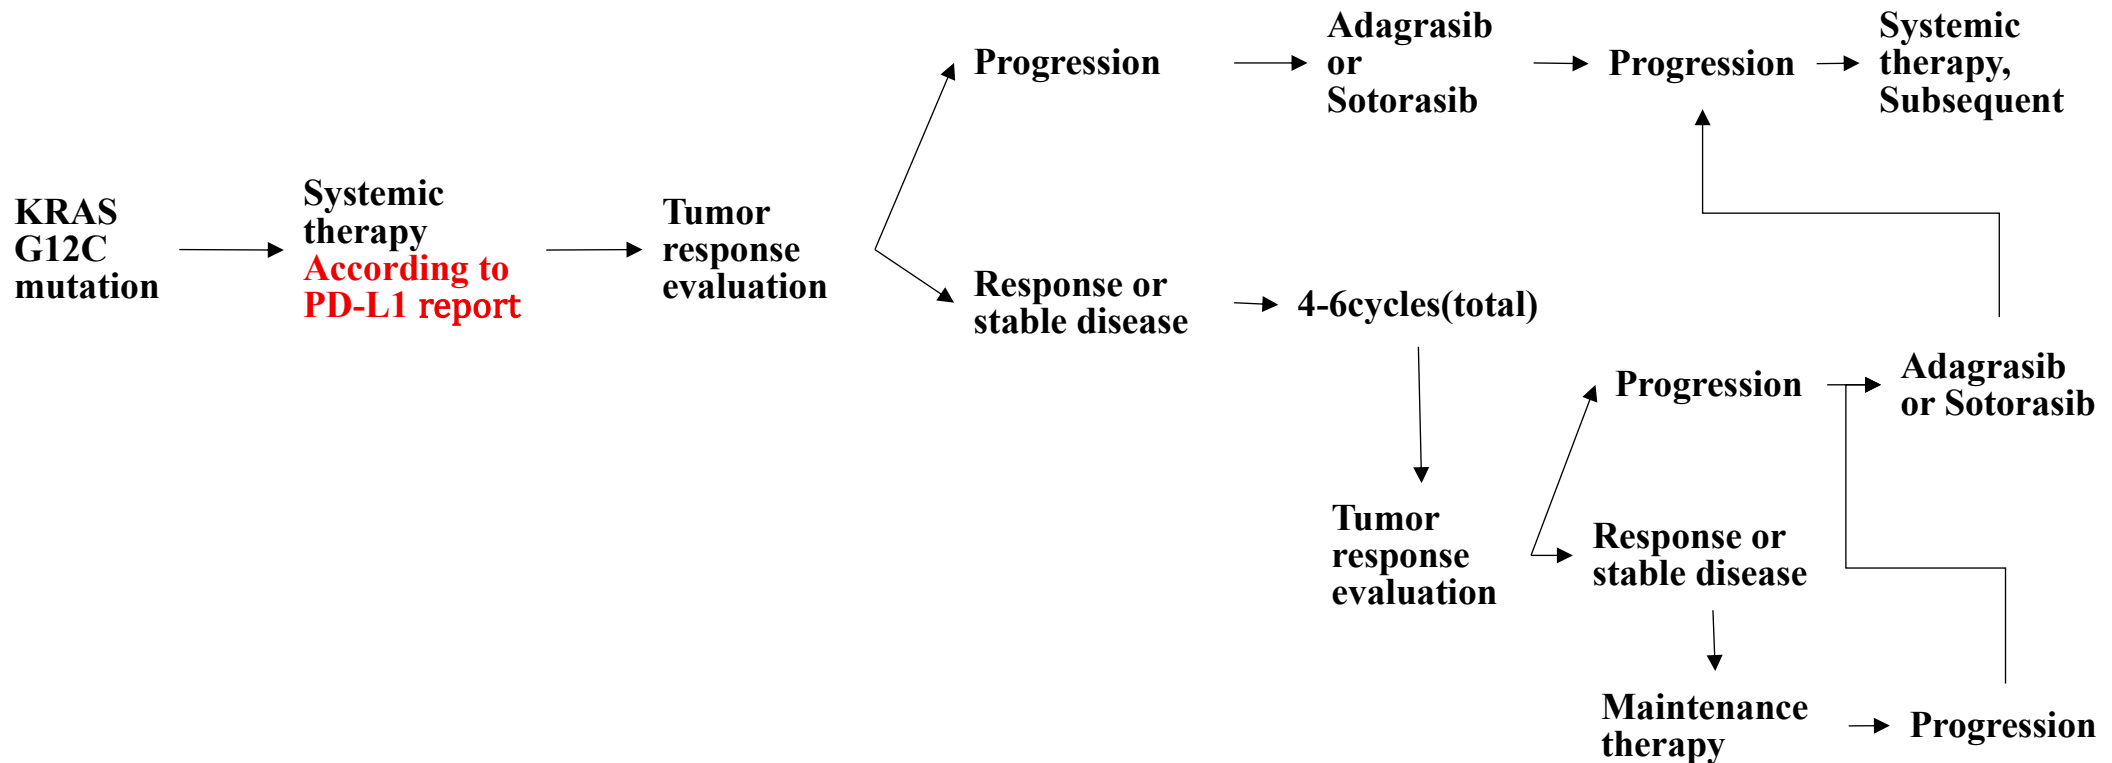 KRAS
G12C
mutation
Systemic
therapy
According to
PD-L1 report
Tumor
response
evaluation
Progression
Adagrasib
or
Sotorasib
Progression
Systemic
therapy,
Subsequent
Response or
stable disease
4-6cycles(total)
Tumor
response
evaluation
Progression
Adagrasib
or Sotorasib
Response or
stable disease
Maintenance
therapy
Progression